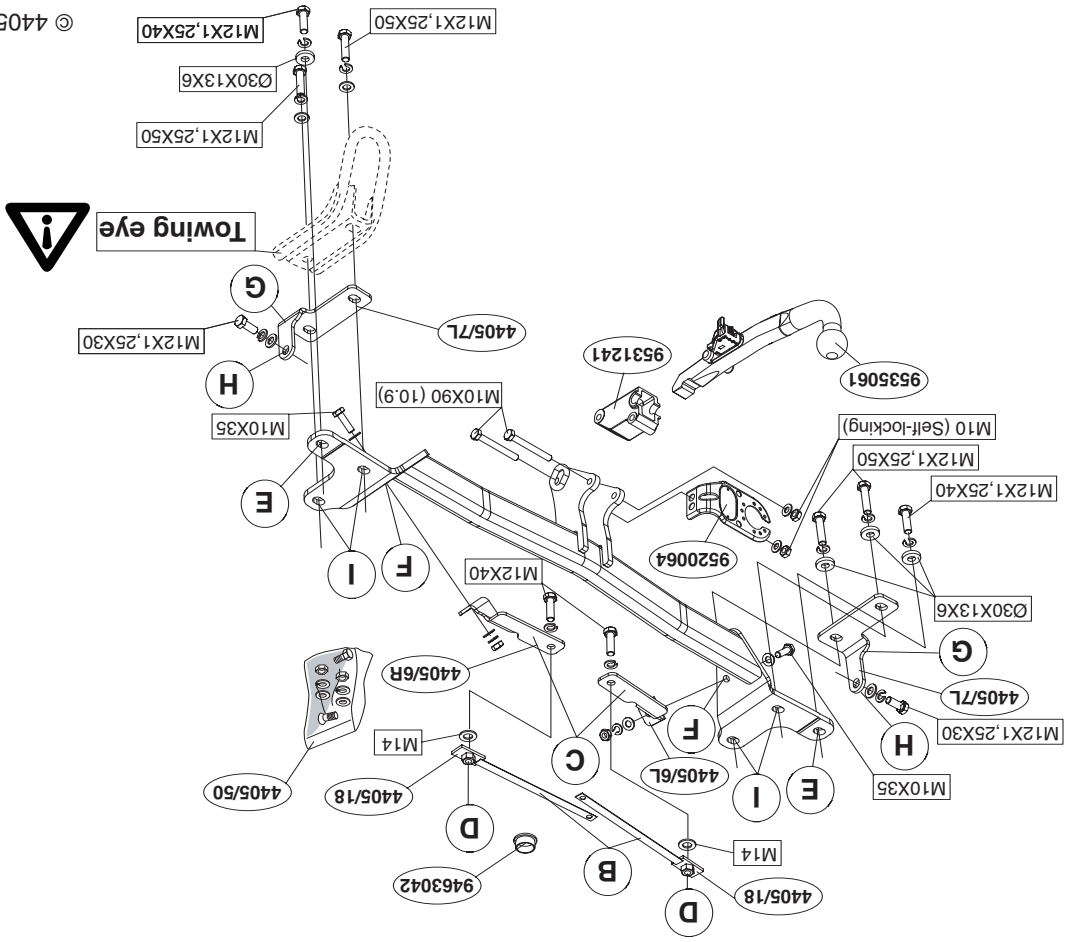 D
4405/18
9463042
B
M14
D
4405/18
4405/50
I
E
M10X35
4405/6L
C
M14
H
M12X1,25X30
F
4405/7L
4405/6R
G
Ø30X13X6
M12X40
F
I
9520064
E
M12X1,25X40
M12X1,25X50
M10 (Self-locking)
M10X35
M10X90 (10.9)
H
9535061
9531241
M12X1,25X30
4405/7L
G
Towing eye
i
M12X1,25X50
Ø30X13X6
M12X1,25X50
M12X1,25X40
© 4405